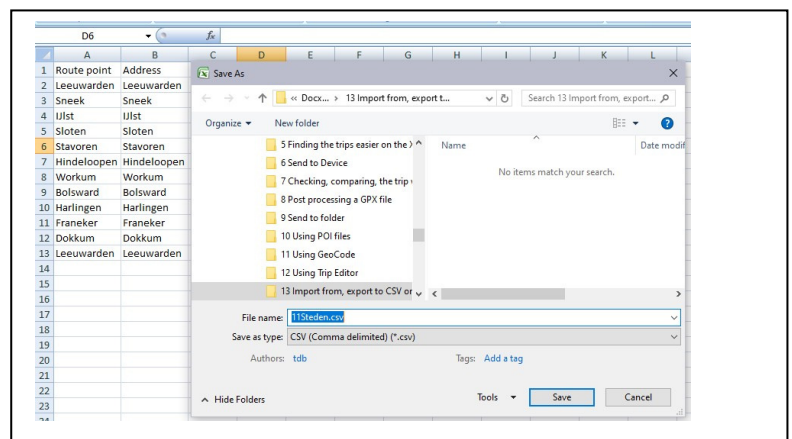 D6 fx
A B C D E F G H I J K L
1 Route point Address
2 Leeuwarden Leeuwarden
3 Sneek Sneek
4 IJlst IJlst
5 Sloten Sloten
6 Stavoren Stavoren
7 Hindeloopen Hindeloopen
8 Workum Workum
9 Bolsward Bolsward
10 Harlingen Harlingen
11 Franeker Franeker
12 Dokkum Dokkum
13 Leeuwarden Leeuwarden
14
15
16
17
18
19
20
21
22
23
24
Save As
« Docx... › 13 Import from, export t...
Search 13 Import from, export...
Organize New folder
Name Date modif
5 Finding the trips easier on the
6 Send to Device
7 Checking, comparing, the trip
8 Post processing a GPX file
9 Send to folder
10 Using POI files
11 Using GeoCode
12 Using Trip Editor
13 Import from, export to CSV or
No items match your search.
File name: 11Steden.csv
Save as type: CSV (Comma delimited) (*.csv)
Authors: tdb Tags: Add a tag
Hide Folders Tools Save Cancel